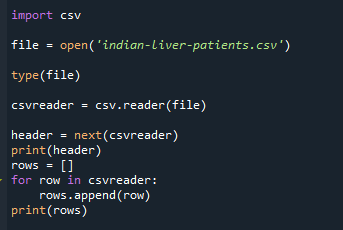 import csv
file = open('indian-liver-patients.csv')
type(file)
csvreader = csv.reader(file)
header = next(csvreader)
print(header)
rows = []
for row in csvreader:
    rows.append(row)
print(rows)